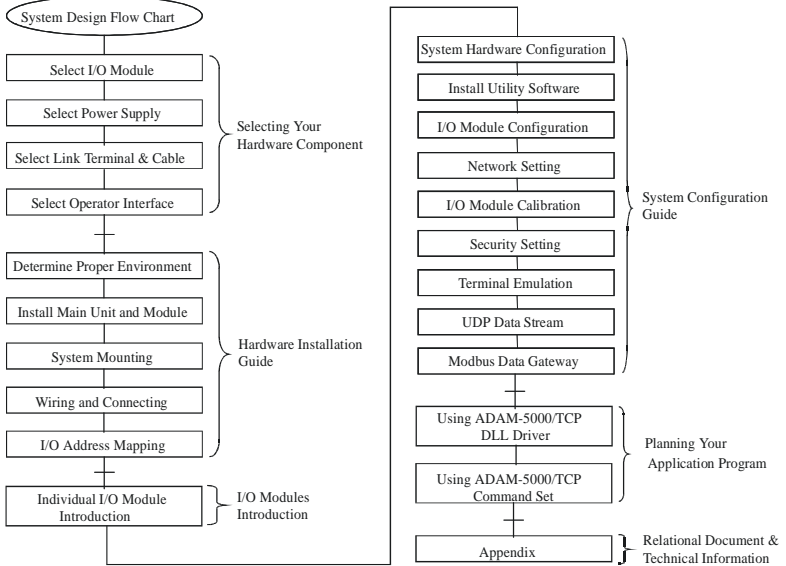 System Design Flow Chart
Select I/O Module
Select Power Supply
Select Link Terminal & Cable
Select Operator Interface
Selecting Your
Hardware Component
Determine Proper Environment
Install Main Unit and Module
System Mounting
Wiring and Connecting
I/O Address Mapping
Hardware Installation
Guide
Individual I/O Module
Introduction
I/O Modules
Introduction
System Hardware Configuration
Install Utility Software
I/O Module Configuration
Network Setting
I/O Module Calibration
Security Setting
Terminal Emulation
UDP Data Stream
Modbus Data Gateway
System Configuration
Guide
Using ADAM-5000/TCP
DLL Driver
Using ADAM-5000/TCP
Command Set
Planning Your
Application Program
Appendix
Relational Document &
Technical Information